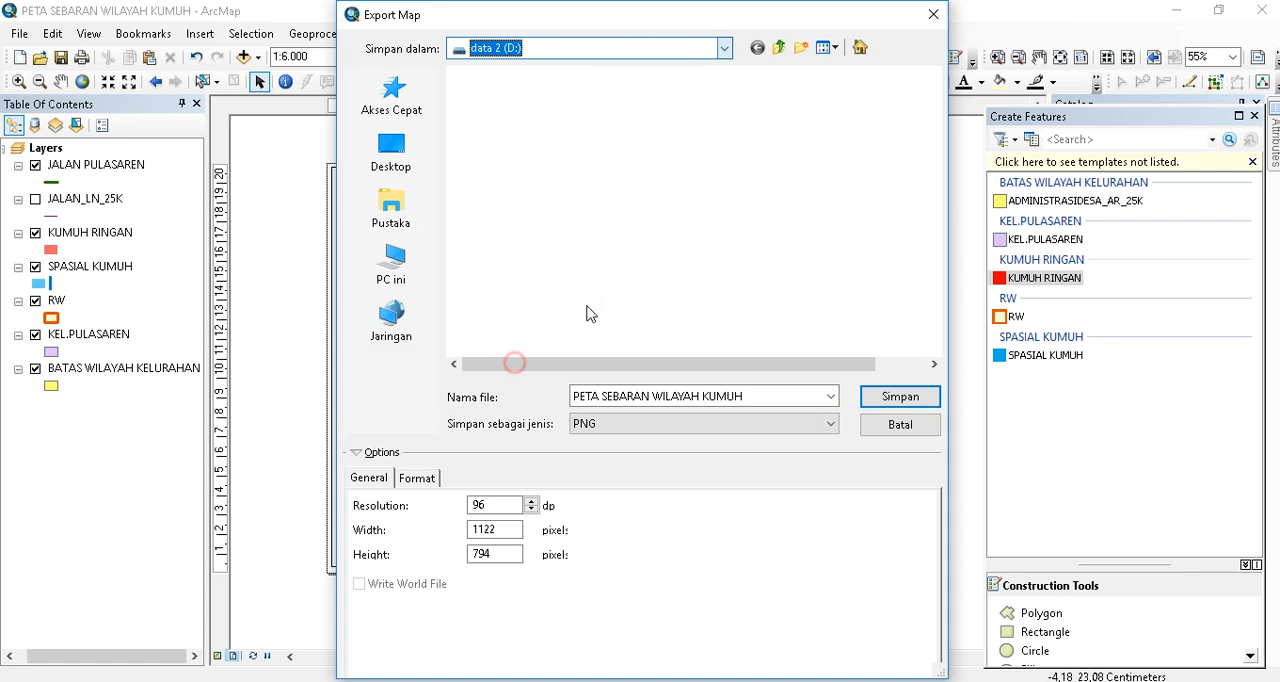 PETA SEBARAN WILAYAH KUMUH - ArcMap
Export Map
File Edit View Bookmarks Insert Selection Geoproce
Simpan dalam: data 2 (D:)
1:6.000
55%
Table Of Contents
Layers
JALAN PULASAREN
JALAN_LN_25K
KUMUH RINGAN
SPASIAL KUMUH
RW
KEL.PULASAREN
BATAS WILAYAH KELURAHAN
Akses Cepat
Desktop
Pustaka
PC ini
Jaringan
Nama file: PETA SEBARAN WILAYAH KUMUH Simpan
Simpan sebagai jenis: PNG Batal
Options
General Format
Resolution: 96 dp
Width: 1122 pixels
Height: 794 pixels
Write World File
Create Features
<Search>
Click here to see templates not listed.
BATAS WILAYAH KELURAHAN
ADMINISTRASIDESA_AR_25K
KEL.PULASAREN
KEL.PULASAREN
KUMUH RINGAN
KUMUH RINGAN
RW
RW
SPASIAL KUMUH
SPASIAL KUMUH
Construction Tools
Polygon
Rectangle
Circle
Attributes
-4,18 23,08 Centimeters